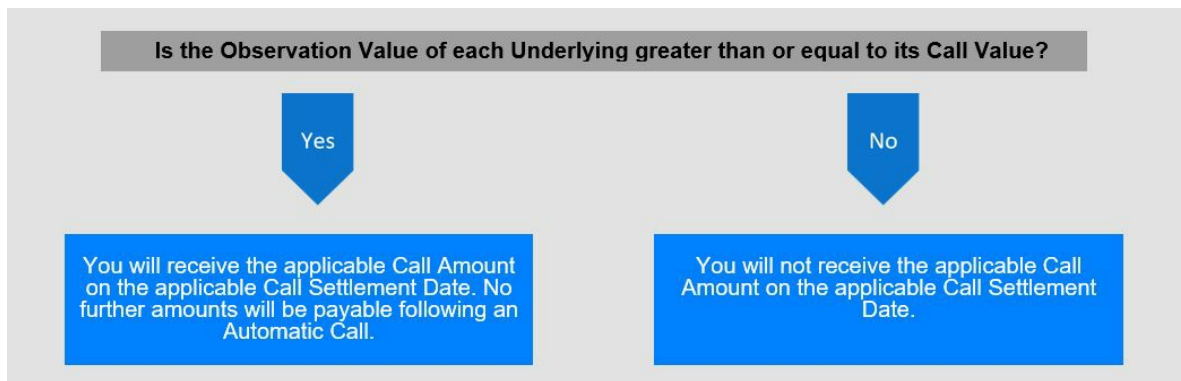 Is the Observation Value of each Underlying greater than or equal to its Call Value?
Yes
No
You will receive the applicable Call Amount
on the applicable Call Settlement Date. No
further amounts will be payable following an
Automatic Call.
You will not receive the applicable Call
Amount on the applicable Call Settlement
Date.